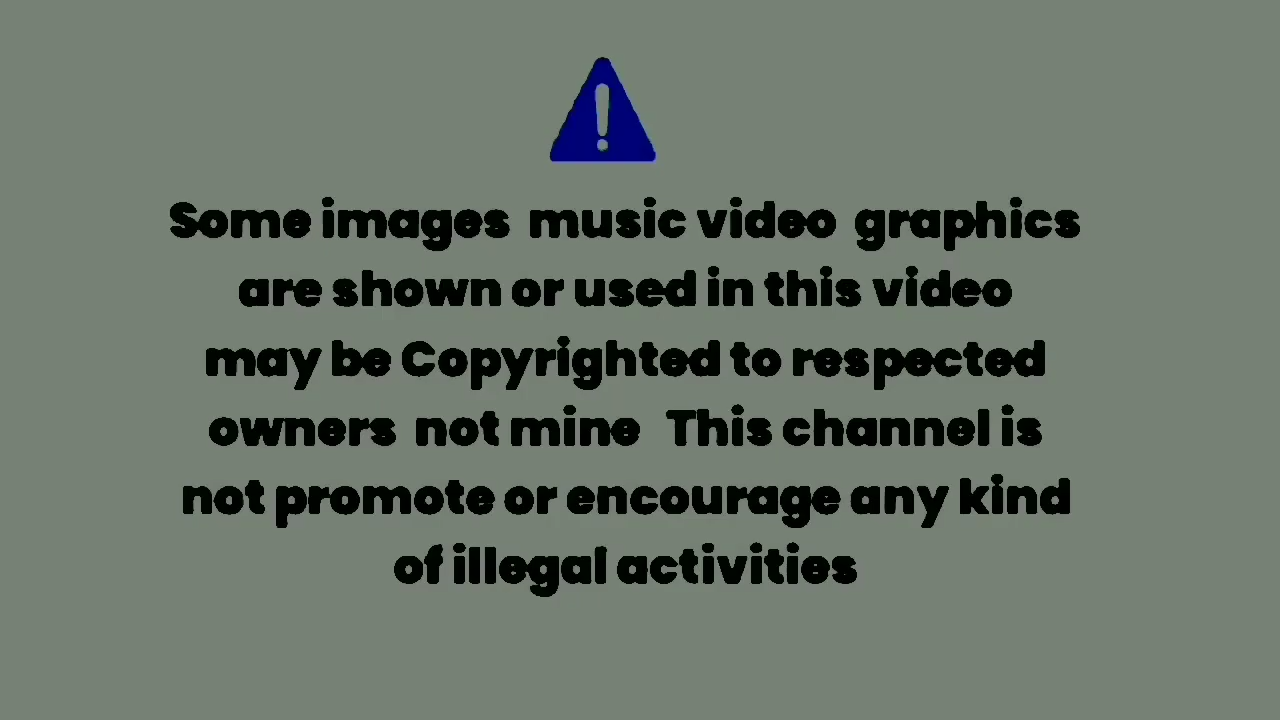 Some images music video graphics
are shown or used in this video
may be Copyrighted to respected
owners not mine This channel is
not promote or encourage any kind
of illegal activities